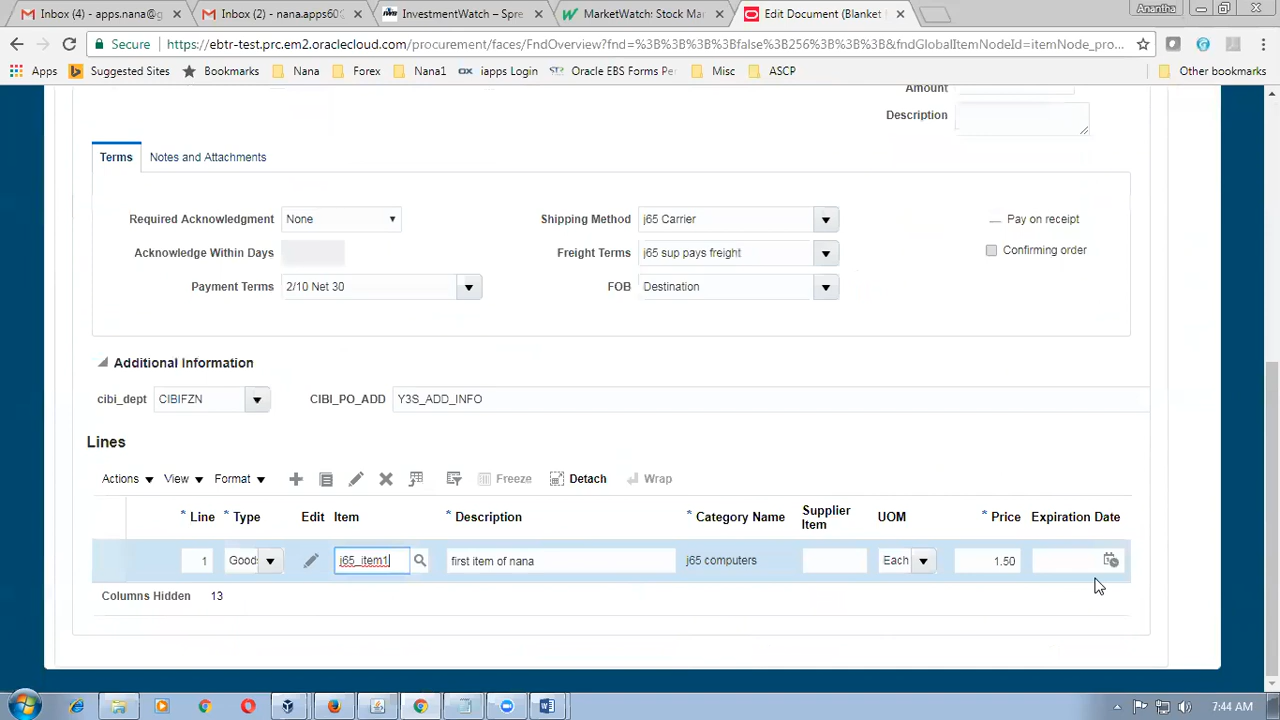 Inbox (4) - apps.nana@g
Inbox (2) - nana.apps60
InvestmentWatch – Spre
MarketWatch: Stock Mar
Edit Document (Blanket
Anantha
Secure
https://ebtr-test.prc.em2.oraclecloud.com/procurement/faces/FndOverview?fnd=%3B%3B%3B%3Bfalse%3B256%3B%3B%3B&fndGlobalItemNodeId=itemNode_pro...
Apps
Suggested Sites
Bookmarks
Nana
Forex
Nana1
iapps Login
Oracle EBS Forms Pe
Misc
ASCP
Other bookmarks
Amount
Description
Terms
Notes and Attachments
Required Acknowledgment
None
Shipping Method
j65 Carrier
Pay on receipt
Acknowledge Within Days
Freight Terms
j65 sup pays freight
Confirming order
Payment Terms
2/10 Net 30
FOB
Destination
Additional Information
cibi_dept
CIBIFZN
CIBI_PO_ADD
Y3S_ADD_INFO
Lines
Actions
View
Format
Freeze
Detach
Wrap
* Line
* Type
Edit
Item
* Description
* Category Name
Supplier
Item
UOM
* Price
Expiration Date
1
Good
j65_item1
first item of nana
j65 computers
Each
1.50
Columns Hidden 13
7:44 AM